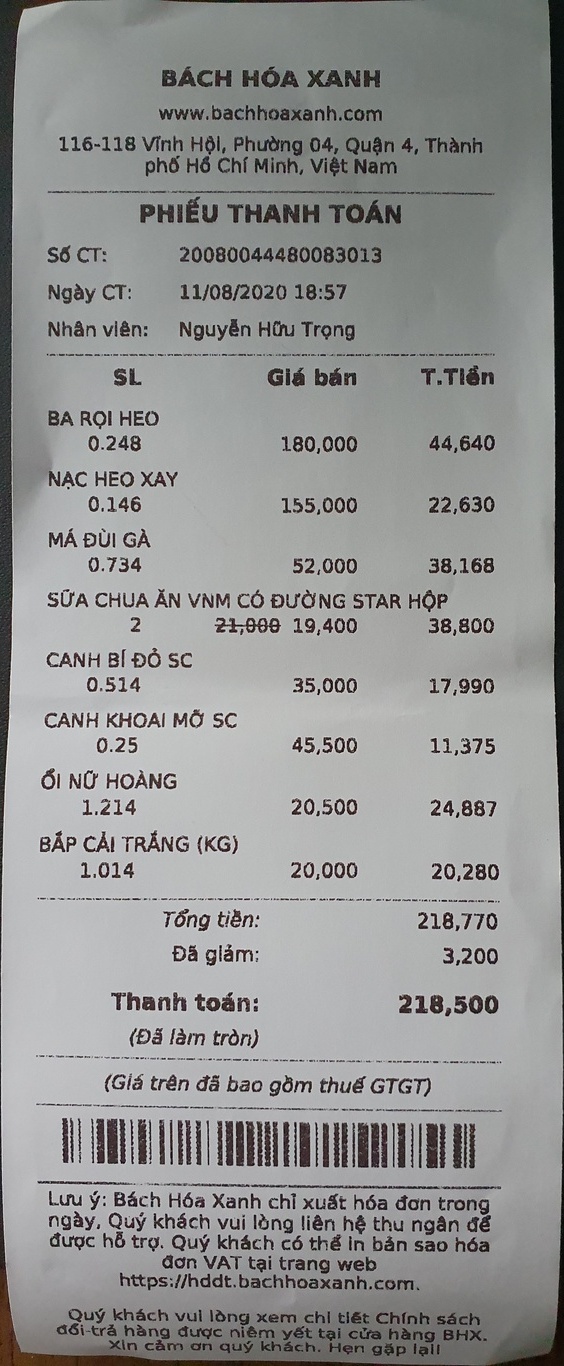 BÁCH HÓA XANH
www.bachhoaxanh.com
116-118 Vĩnh Hội, Phường 04, Quận 4, Thành
phố Hồ Chí Minh, Việt Nam
PHIẾU THANH TOÁN
Số CT: 20080044480083013
Ngày CT: 11/08/2020 18:57
Nhân viên: Nguyễn Hữu Trọng
SL Giá bán T.Tiền
BA RỌI HEO
0.248 180,000 44,640
NẠC HEO XAY
0.146 155,000 22,630
MÁ ĐÙI GÀ
0.734 52,000 38,168
SỮA CHUA ĂN VNM CÓ ĐƯỜNG STAR HỘP
2 21,000 19,400 38,800
CANH BÍ ĐỎ SC
0.514 35,000 17,990
CANH KHOAI MỠ SC
0.25 45,500 11,375
ỔI NỮ HOÀNG
1.214 20,500 24,887
BẮP CẢI TRẮNG (KG)
1.014 20,000 20,280
Tổng tiền: 218,770
Đã giảm: 3,200
Thanh toán: 218,500
(Đã làm tròn)
(Giá trên đã bao gồm thuế GTGT)
Lưu ý: Bách Hóa Xanh chỉ xuất hóa đơn trong
ngày, Quý khách vui lòng liên hệ thu ngân để
được hỗ trợ. Quý khách có thể in bản sao hóa
đơn VAT tại trang web
https://hddt.bachhoaxanh.com.
Quý khách vui lòng xem chi tiết Chính sách
đổi-trả hàng được niêm yết tại cửa hàng BHX.
Xin cảm ơn quý khách. Hẹn gặp lại!